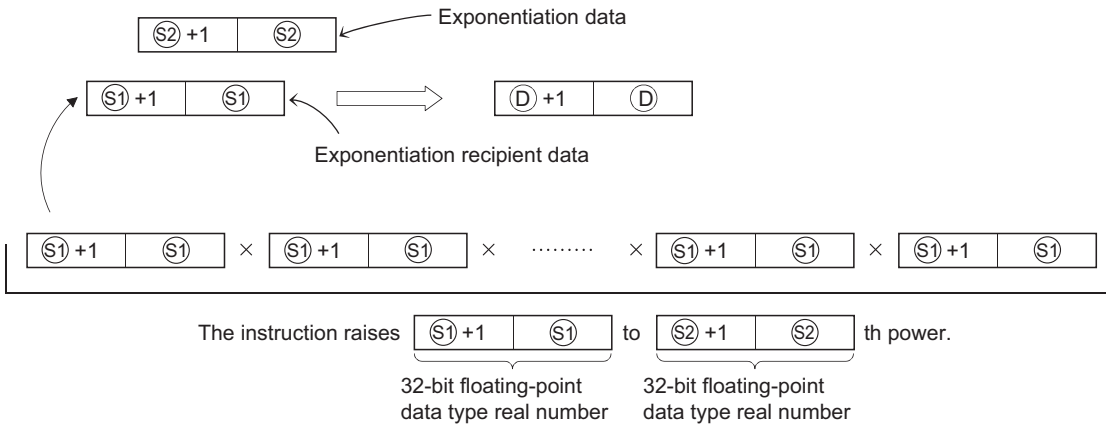 Exponentiation data
S2 +1 S2
S1 +1 S1 D +1 D
Exponentiation recipient data
S1 +1 S1 × S1 +1 S1 × ········· × S1 +1 S1 × S1 +1 S1
The instruction raises S1 +1 S1 to S2 +1 S2 th power.
32-bit floating-point 32-bit floating-point
data type real number data type real number